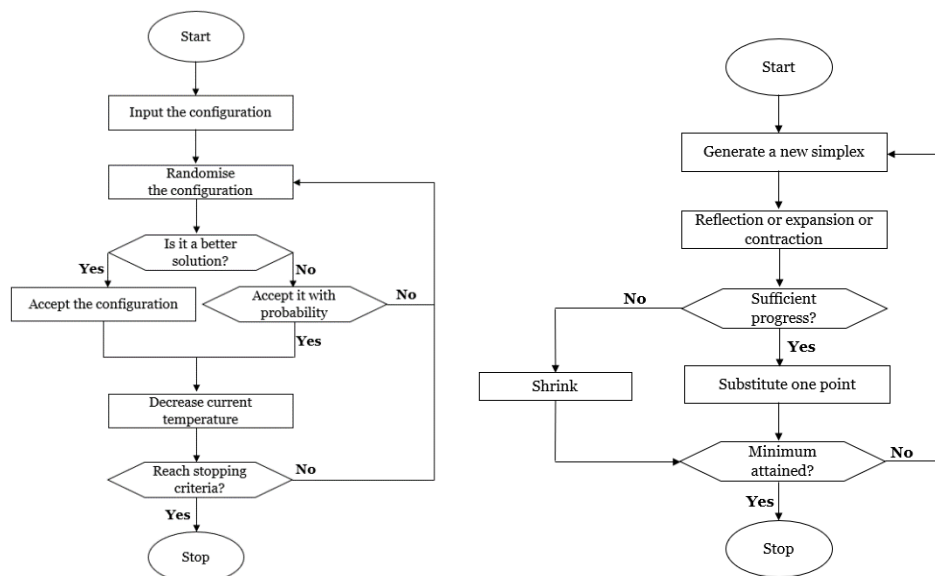 Start
Input the configuration
Randomise
the configuration
Is it a better
solution?
Yes
No
Accept the configuration
Accept it with
probability
No
Yes
Decrease current
temperature
Reach stopping
criteria?
No
Yes
Stop
Start
Generate a new simplex
Reflection or expansion or
contraction
No
Sufficient
progress?
Yes
Shrink
Substitute one point
Minimum
attained?
No
Yes
Stop